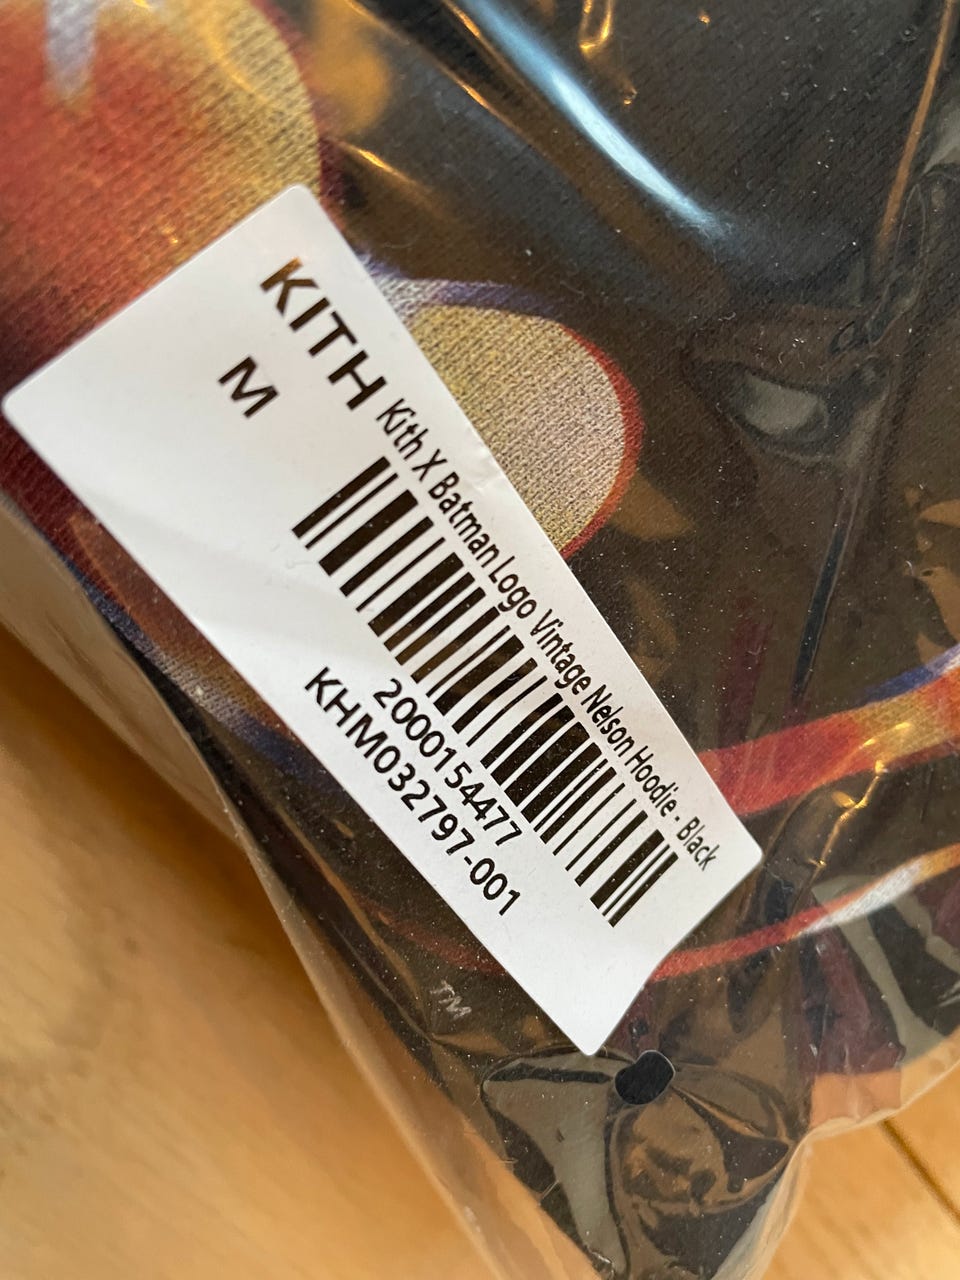 KITH
M
Kith X Batman Logo Vintage Nelson Hoodie - Black
2000154477
KHM032797-001
TM